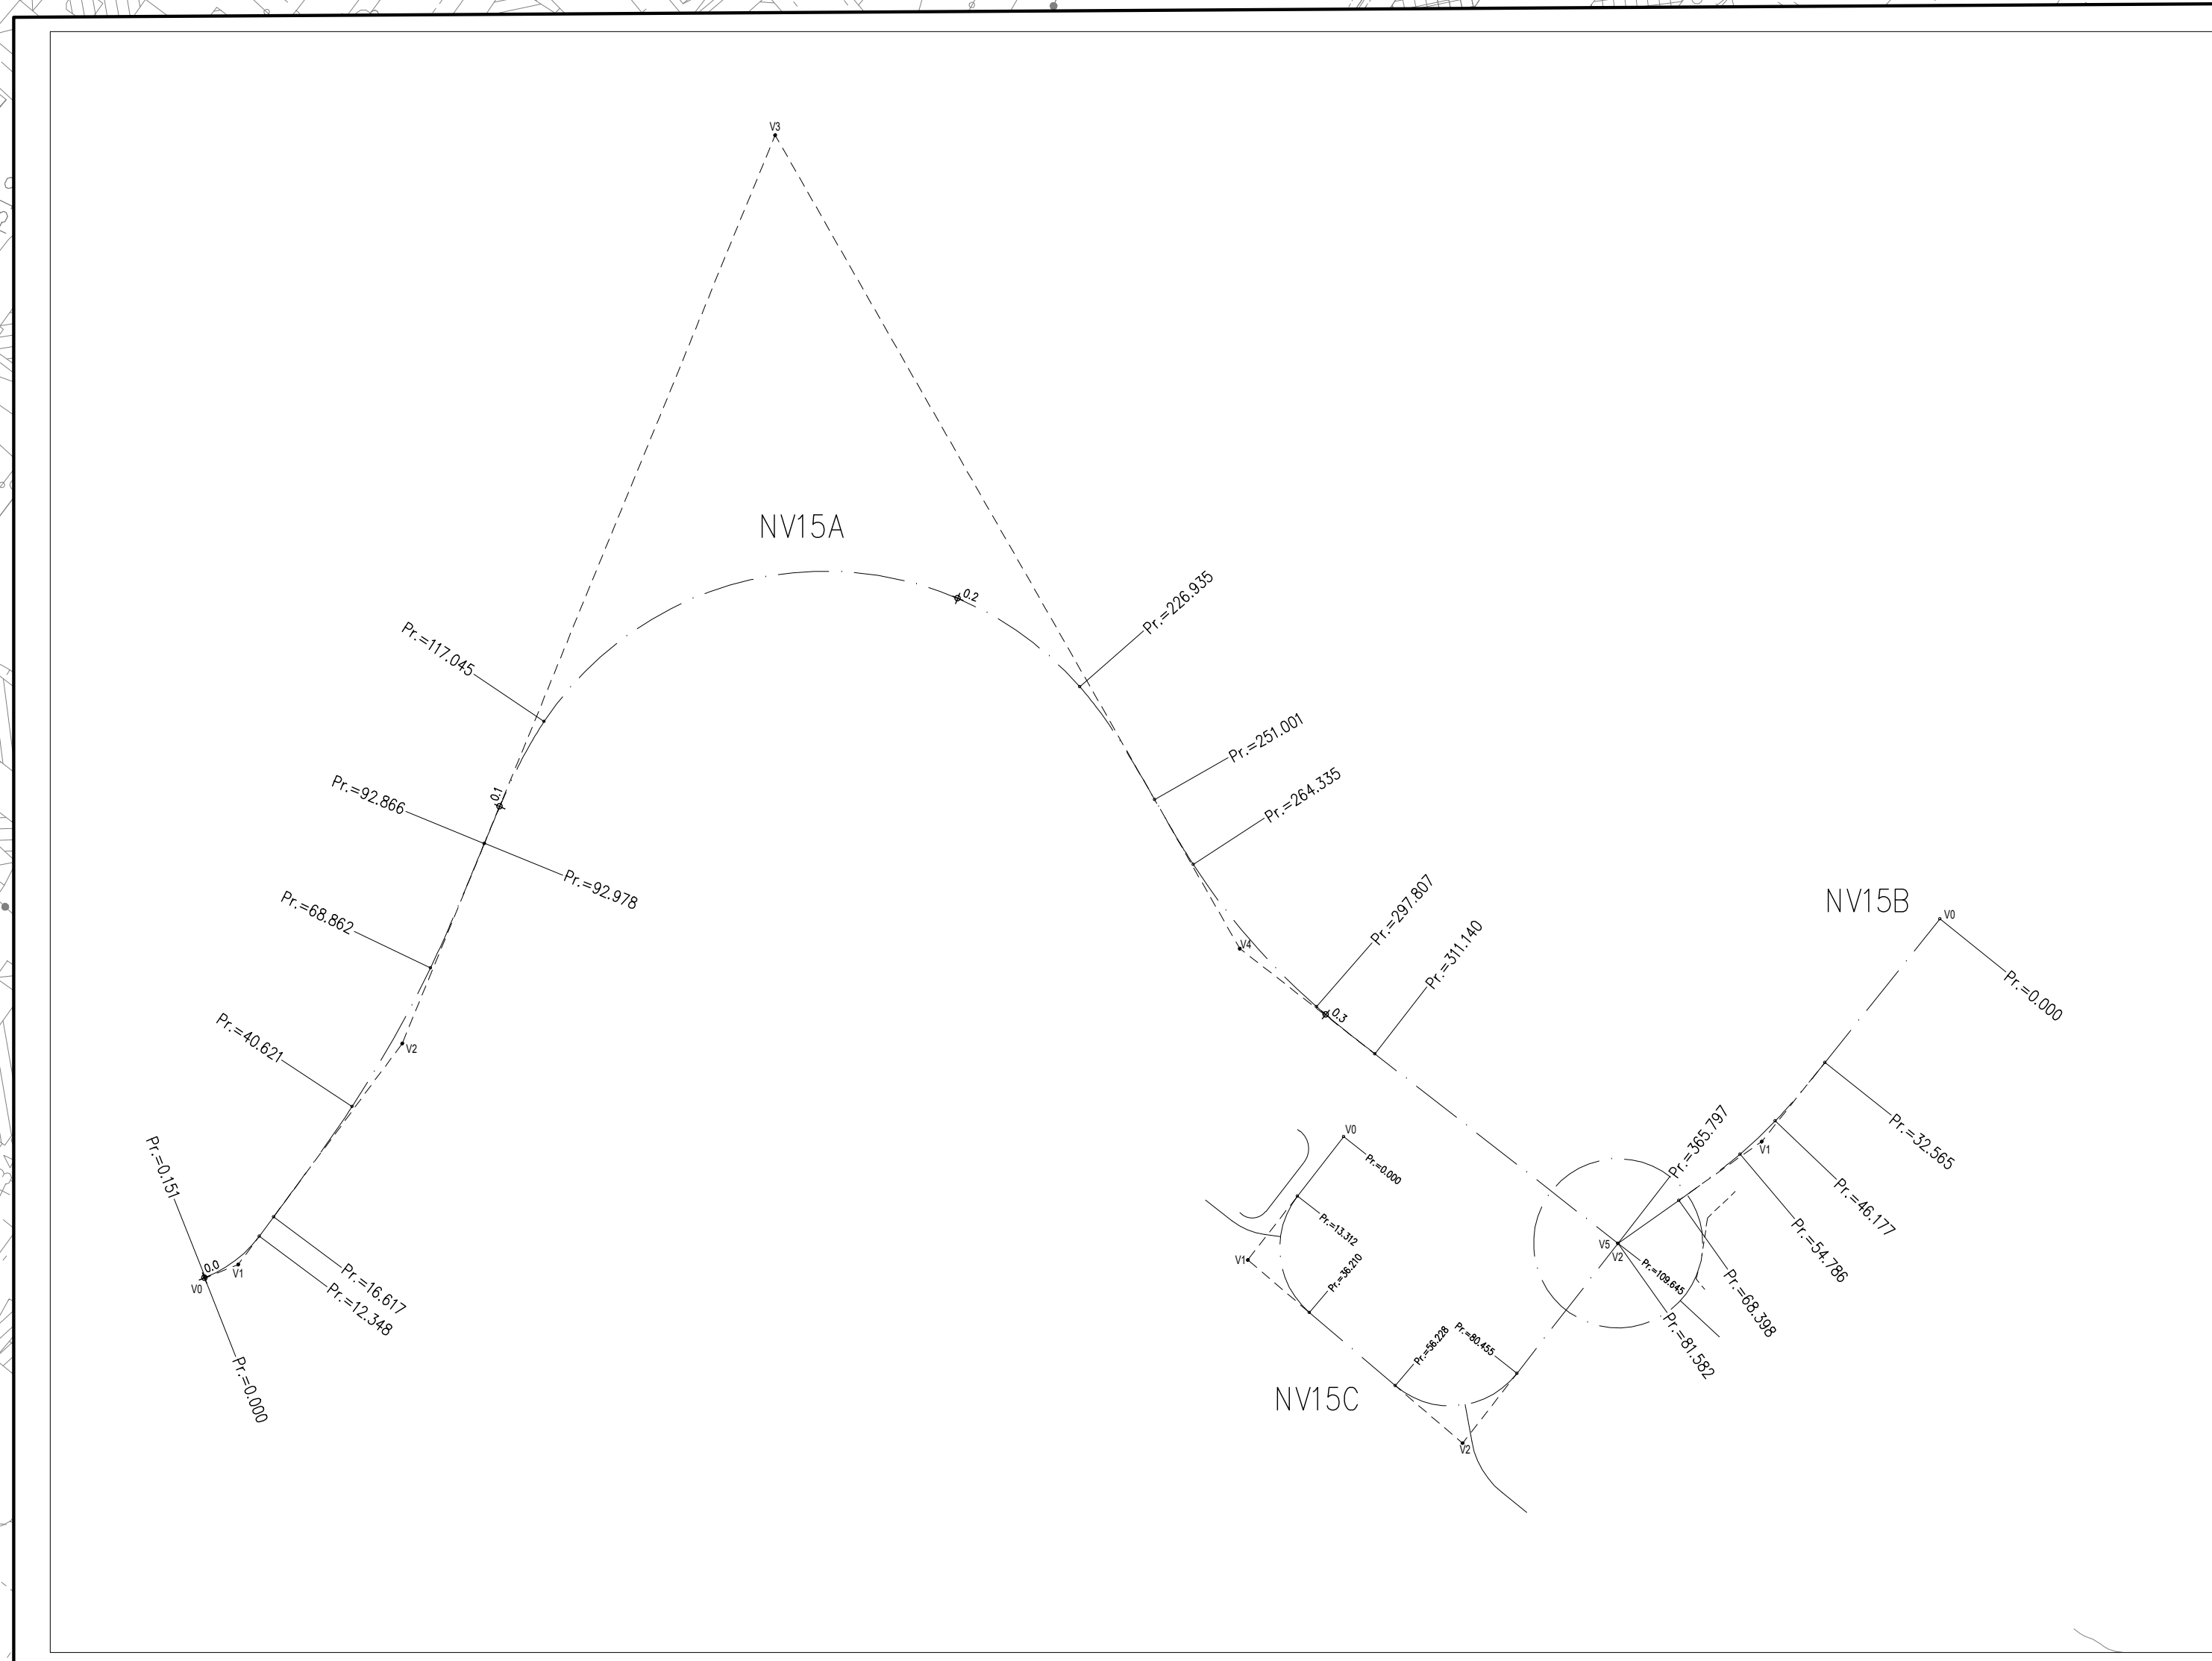 V3
NV15A
0.2
Pr.=226.935
Pr.=117.045
Pr.=251.001
Pr.=264.335
Pr.=92.866
0.1
Pr.=92.978
Pr.=68.862
V2
Pr.=40.621
Pr.=0.151
0.0
V0
V1
Pr.=16.617
Pr.=12.348
Pr.=0.000
V4
Pr.=297.807
0.3
Pr.=311.140
NV15B
V0
Pr.=0.000
Pr.=32.565
V1
Pr.=46.177
Pr.=54.786
Pr.=68.398
Pr.=81.582
Pr.=365.797
V5
V2
Pr.=109.645
V0
Pr.=0.000
Pr.=13.312
V1
Pr.=36.210
Pr.=56.228
Pr.=80.455
NV15C
V2